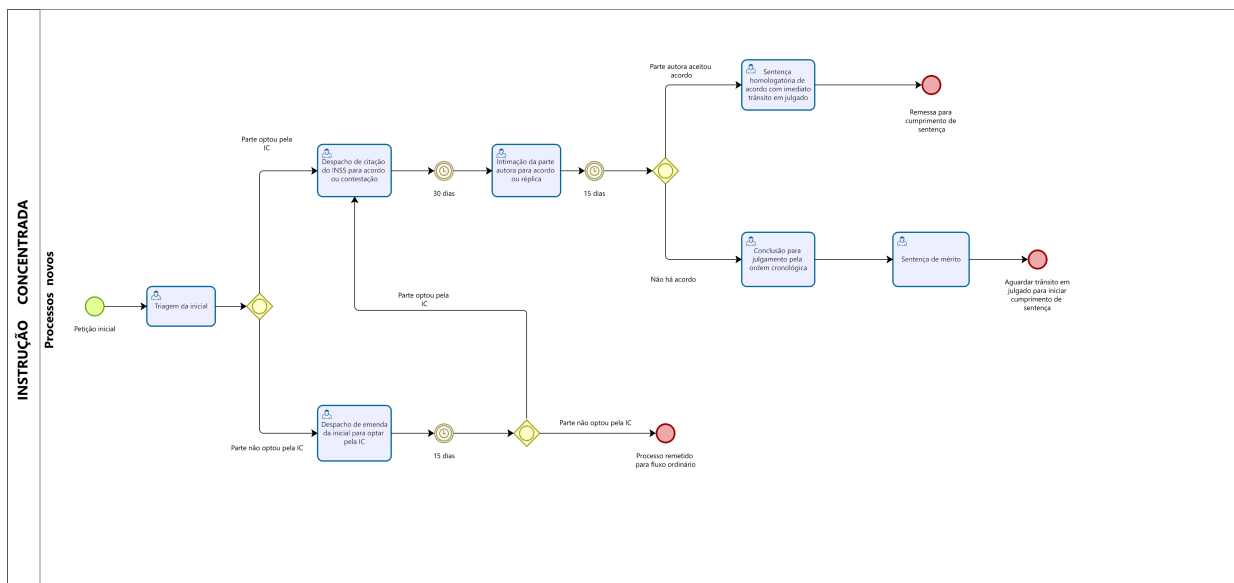 INSTRUÇÃO CONCENTRADA
Processos novos
Petição inicial
Triagem da inicial
Parte optou pela
IC
Despacho de citação
do INSS para acordo
ou contestação
30 dias
Intimação da parte
autora para acordo
ou réplica
15 dias
Parte autora aceitou
acordo
Sentença
homologatória de
acordo com imediato
trânsito em julgado
Remessa para
cumprimento de
sentença
Não há acordo
Conclusão para
julgamento pela
ordem cronológica
Sentença de mérito
Aguardar trânsito em
julgado para iniciar
cumprimento de
sentença
Parte optou pela
IC
Parte não optou pela IC
Despacho de emenda
da inicial para optar
pela IC
15 dias
Parte não optou pela IC
Processo remetido
para fluxo ordinário